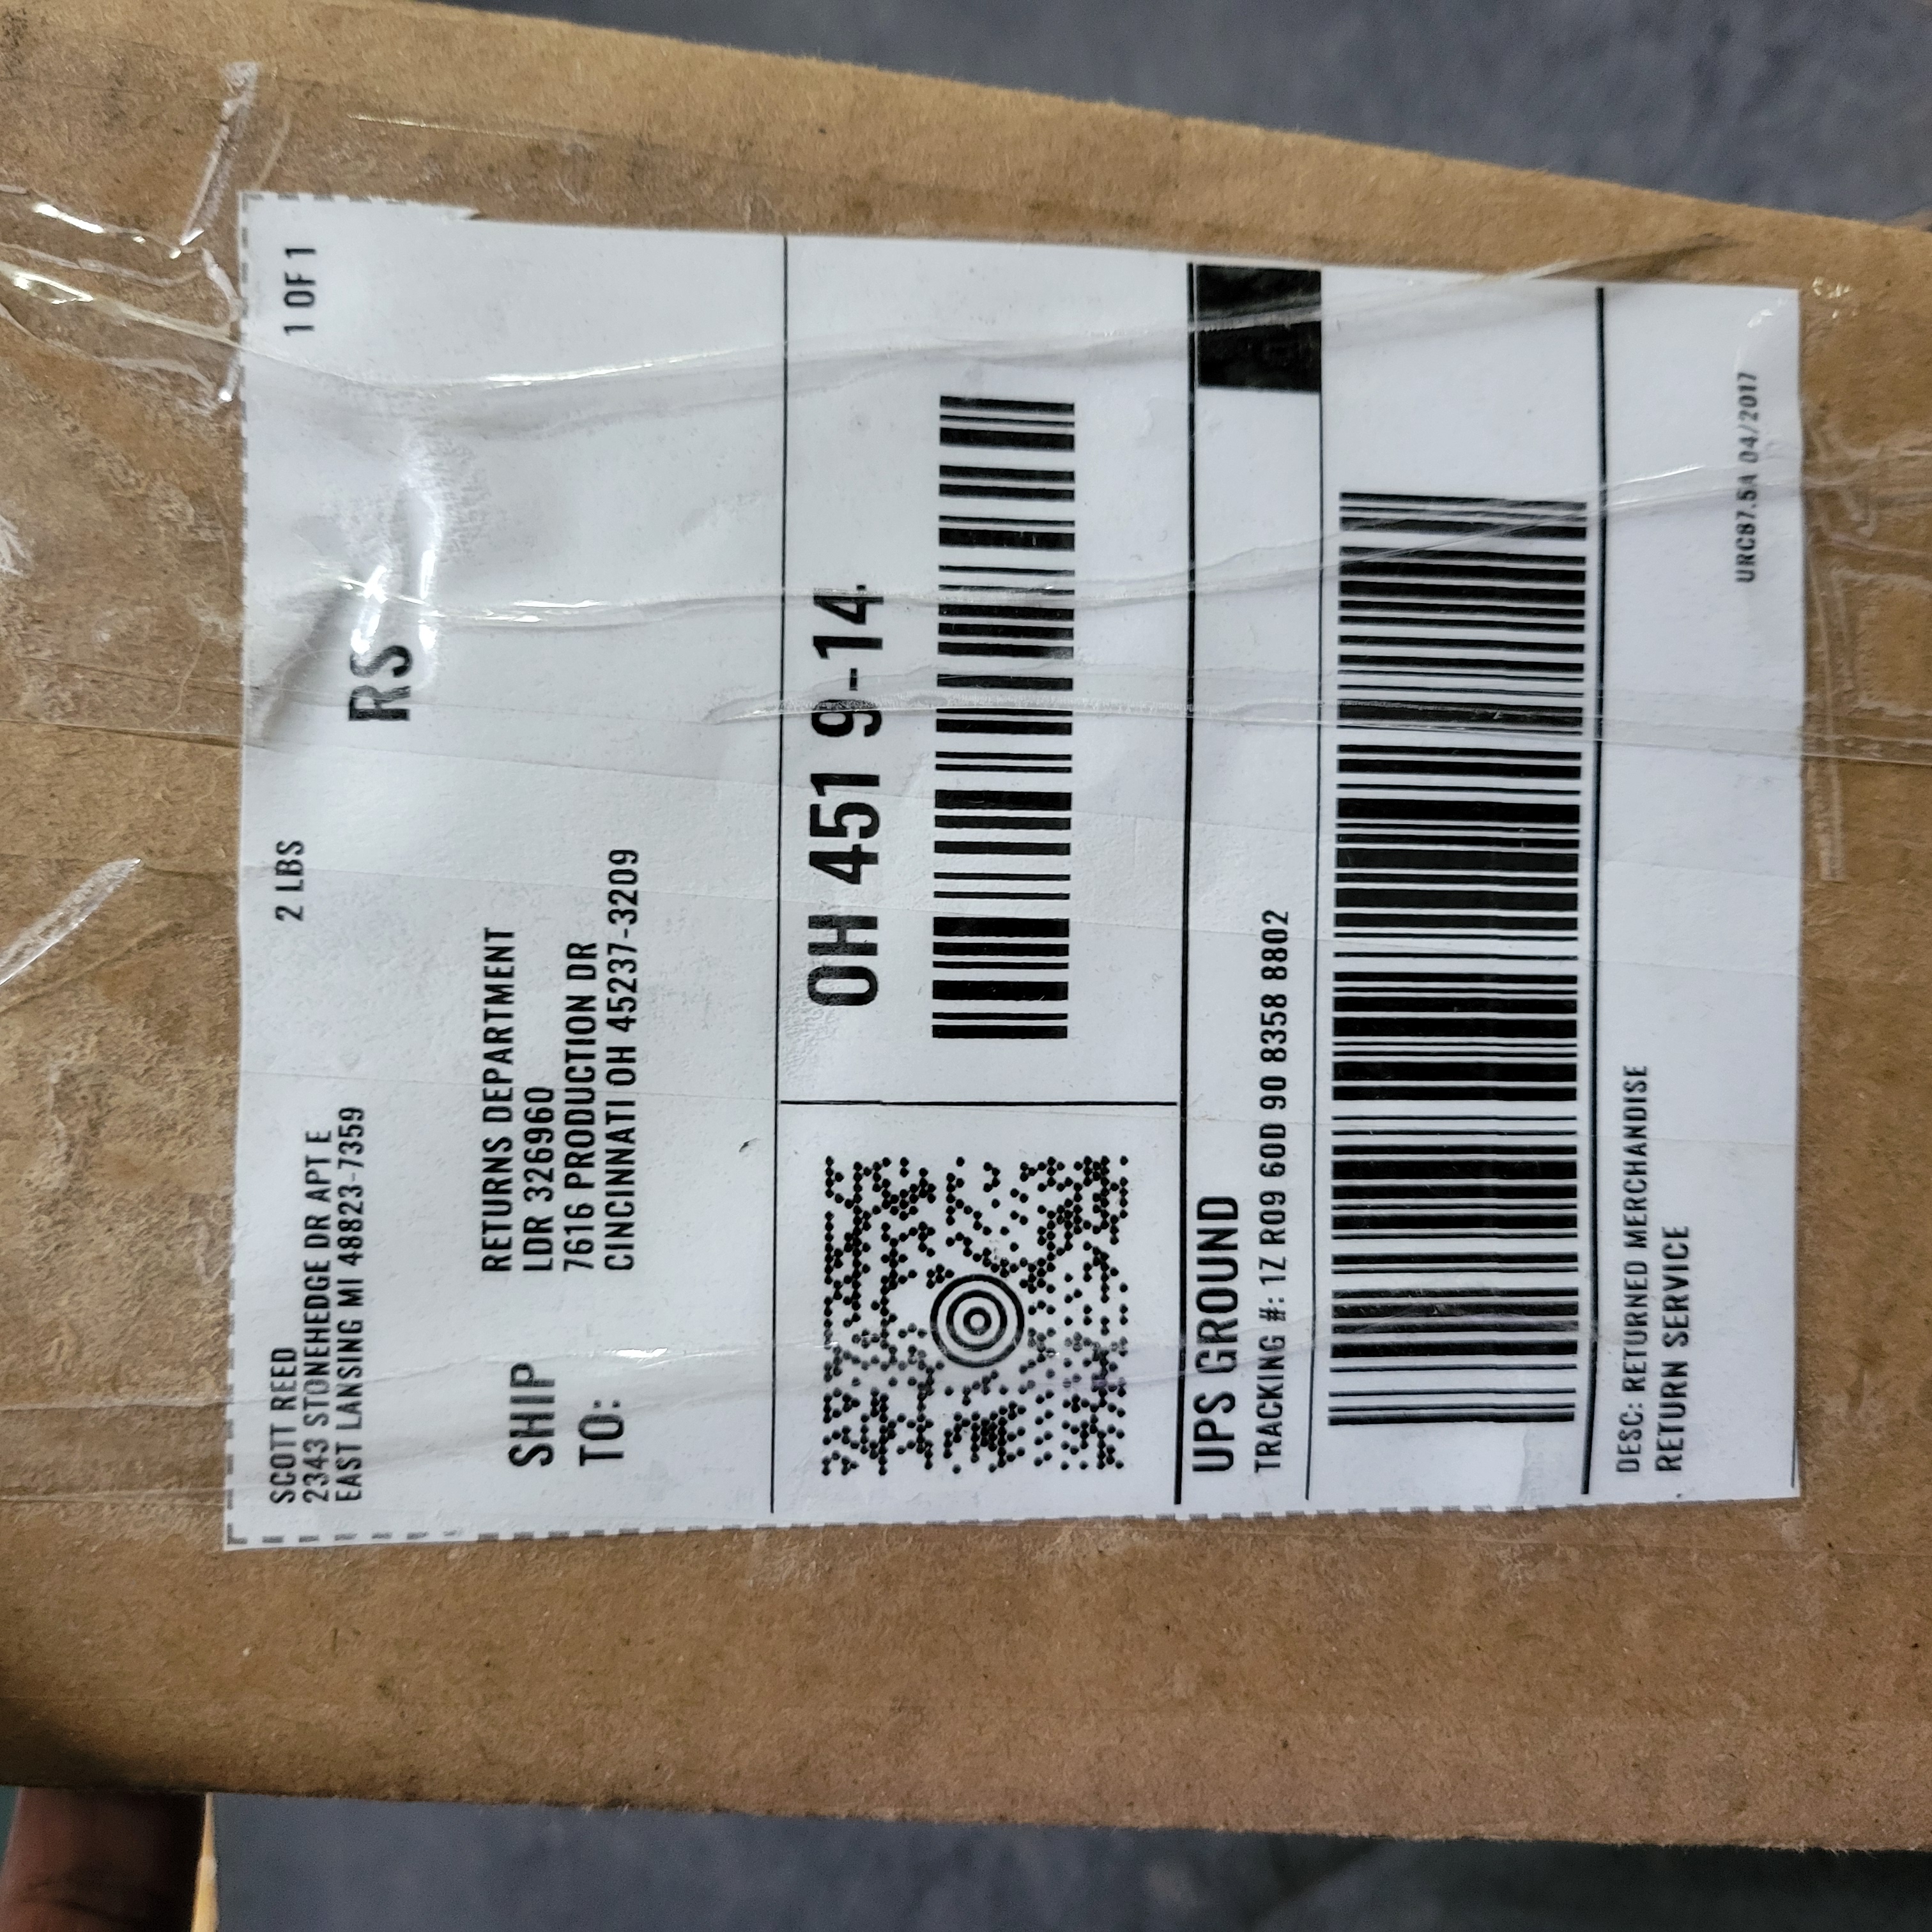 SCOTT REED
2343 STONEHEDGE DR APT E
EAST LANSING MI 48823-7359
2 LBS
1 OF 1
RS
SHIP
TO:
RETURNS DEPARTMENT
LDR 326960
7616 PRODUCTION DR
CINCINNATI OH 45237-3209
OH 451 9-14
UPS GROUND
TRACKING #: 1Z R09 60D 90 8358 8802
DESC: RETURNED MERCHANDISE
RETURN SERVICE
URC87.5A 04/2017